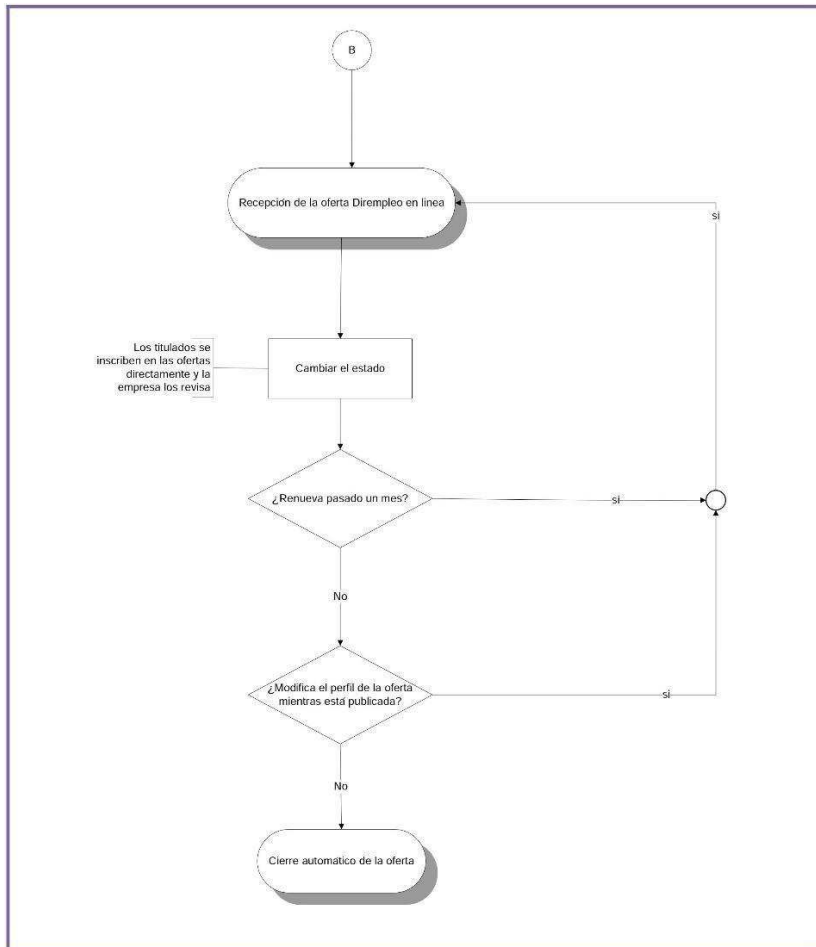 B
Recepción de la oferta Dirempleo en linea
si
Los titulados se
inscriben en las ofertas
directamente y la
empresa los revisa
Cambiar el estado
¿Renueva pasado un mes?
si
No
¿Modifica el perfil de la oferta
mientras esta publicada?
si
No
Cierre automatico de la oferta